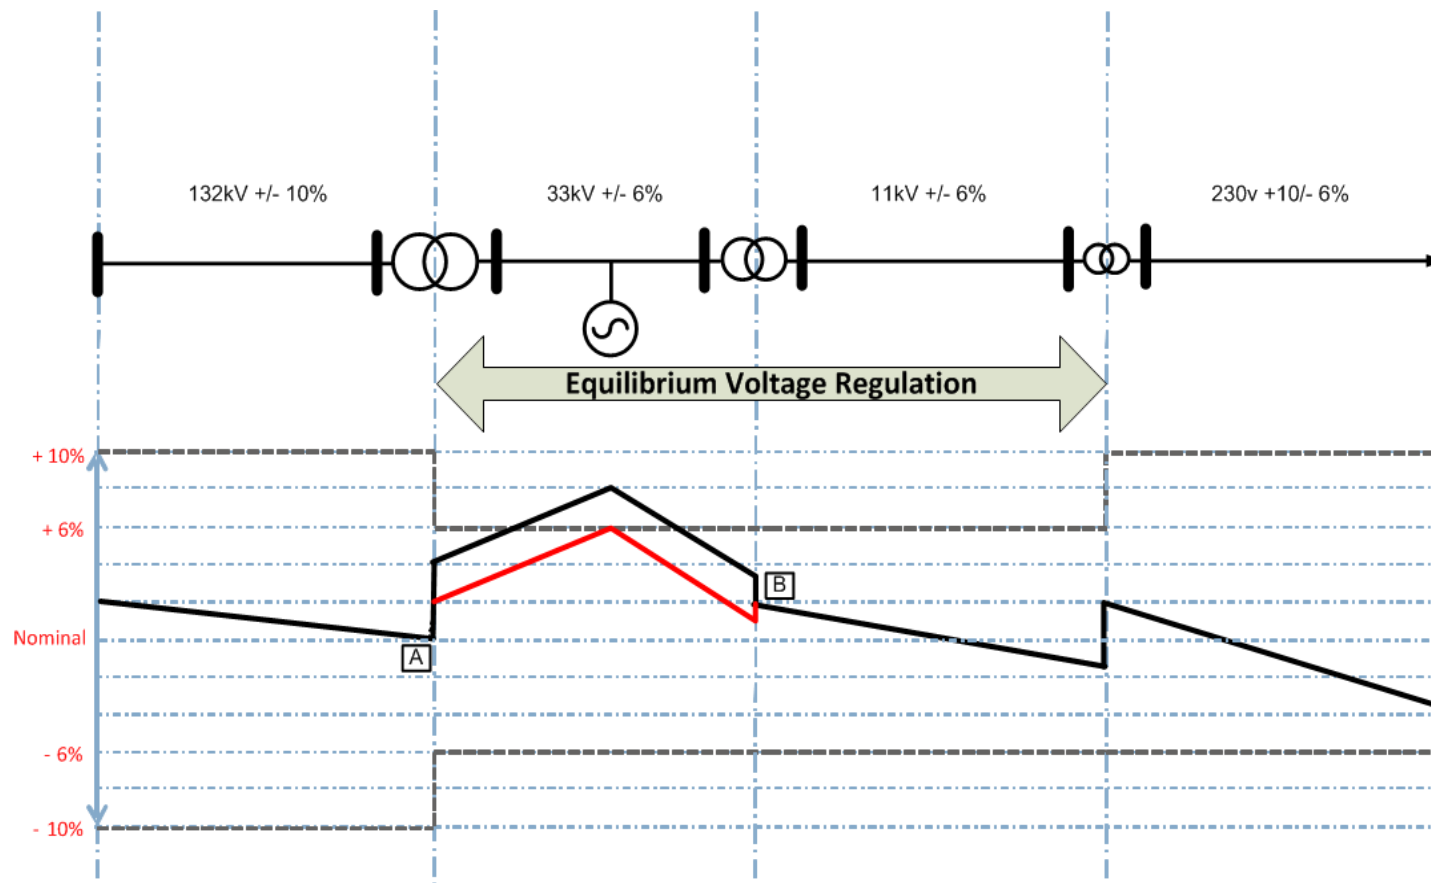 132kV +/- 10%
33kV +/- 6%
11kV +/- 6%
230v +10/- 6%
Equilibrium Voltage Regulation
+ 10%
+ 6%
B
Nominal
A
- 6%
- 10%